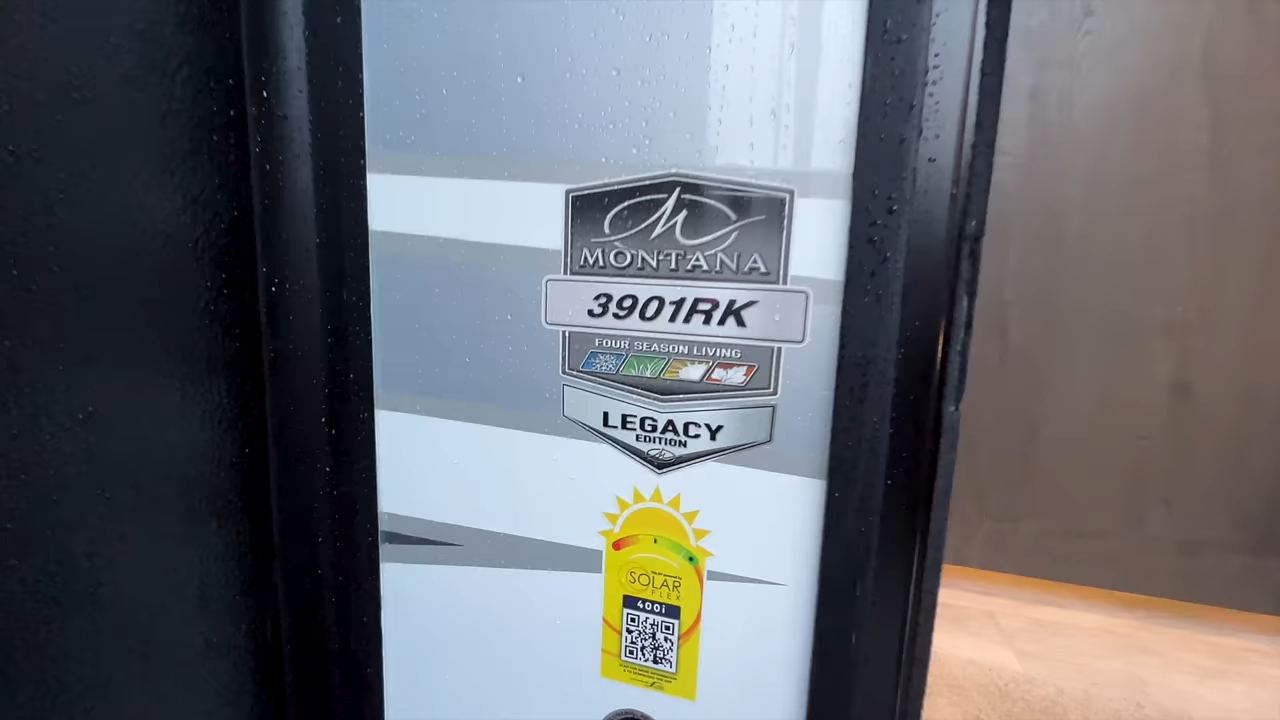 MONTANA
3901RK
FOUR SEASON LIVING
LEGACY
EDITION
SOLAR
FLEX
400i